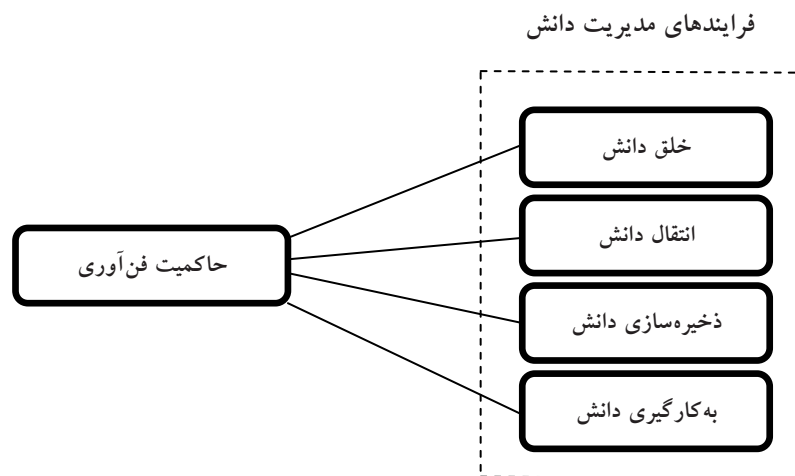 فرایندهای مدیریت دانش
خلق دانش
انتقال دانش
حاکمیت فن‌آوری
ذخیره‌سازی دانش
به‌کارگیری دانش